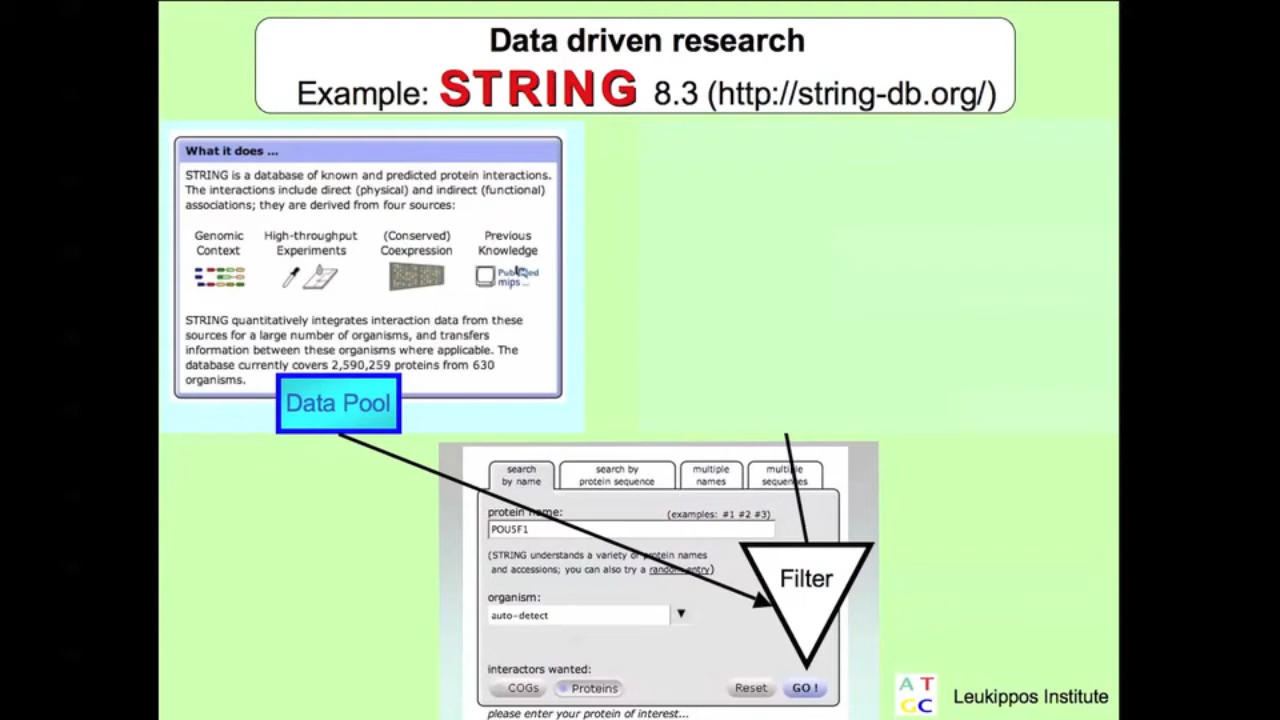 Data driven research
Example: STRING 8.3 (http://string-db.org/)
What it does ...
STRING is a database of known and predicted protein interactions.
The interactions include direct (physical) and indirect (functional)
associations; they are derived from four sources:
Genomic Context
High-throughput Experiments
(Conserved) Coexpression
Previous Knowledge
PubMed
mips ...
STRING quantitatively integrates interaction data from these
sources for a large number of organisms, and transfers
information between these organisms where applicable. The
database currently covers 2,590,259 proteins from 630
organisms.
Data Pool
search by name
search by protein sequence
multiple names
multiple sequences
protein name: (examples: #1 #2 #3)
POU5F1
(STRING understands a variety of protein names
and accessions; you can also try a random entry)
Filter
organism:
auto-detect
interactors wanted:
COGs Proteins Reset GO !
please enter your protein of interest...
A T
G C
Leukippos Institute